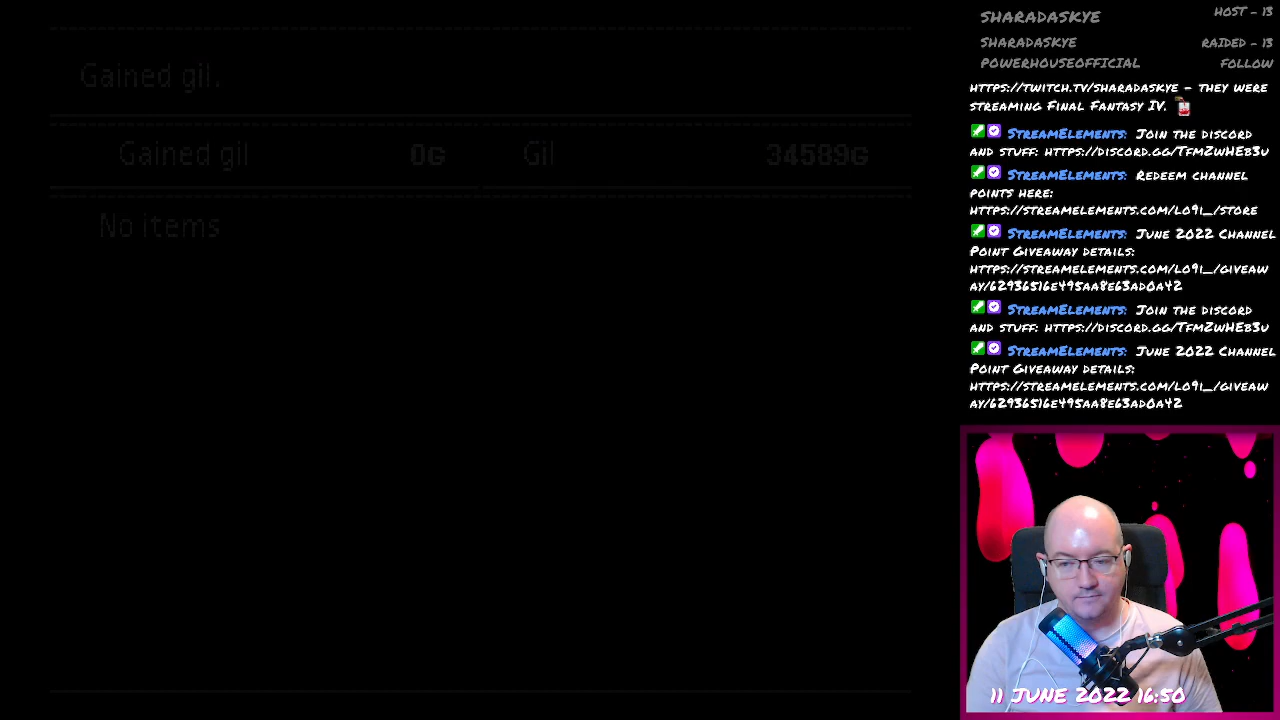 Gained gil.
Gained gil 0G Gil 34589G
No items
SHARADASKYE HOST - 13
SHARADASKYE RAIDED - 13
POWERHOUSEOFFICIAL FOLLOW
HTTPS://TWITCH.TV/SHARADASKYE - THEY WERE
STREAMING FINAL FANTASY IV.
STREAMELEMENTS: JOIN THE DISCORD
AND STUFF: HTTPS://DISCORD.GG/TFMZWHE83U
STREAMELEMENTS: REDEEM CHANNEL
POINTS HERE:
HTTPS://STREAMELEMENTS.COM/LO9I_/STORE
STREAMELEMENTS: JUNE 2022 CHANNEL
POINT GIVEAWAY DETAILS:
HTTPS://STREAMELEMENTS.COM/LO9I_/GIVEAW
AY/62936516E495AA8E63AD0A42
STREAMELEMENTS: JOIN THE DISCORD
AND STUFF: HTTPS://DISCORD.GG/TFMZWHE83U
STREAMELEMENTS: JUNE 2022 CHANNEL
POINT GIVEAWAY DETAILS:
HTTPS://STREAMELEMENTS.COM/LO9I_/GIVEAW
AY/62936516E495AA8E63AD0A42
11 JUNE 2022 16:50